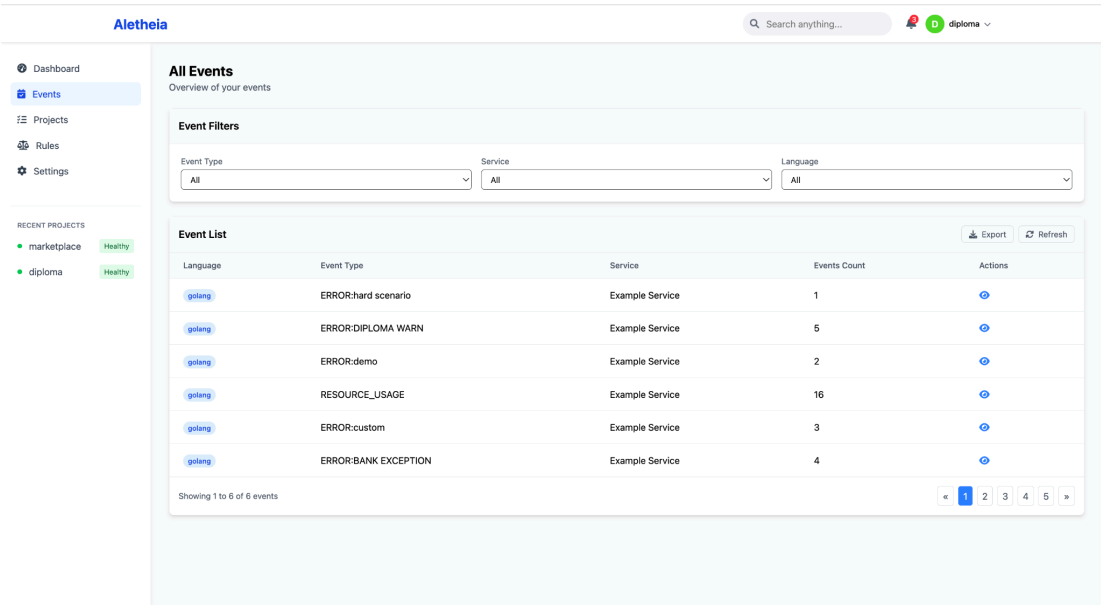 Aletheia
Search anything...
3
D
diploma
Dashboard
Events
Projects
Rules
Settings
RECENT PROJECTS
marketplace Healthy
diploma Healthy
All Events
Overview of your events
Event Filters
Event Type Service Language
All All All
Event List
Export Refresh
Language Event Type Service Events Count Actions
golang ERROR:hard scenario Example Service 1
golang ERROR:DIPLOMA WARN Example Service 5
golang ERROR:demo Example Service 2
golang RESOURCE_USAGE Example Service 16
golang ERROR:custom Example Service 3
golang ERROR:BANK EXCEPTION Example Service 4
Showing 1 to 6 of 6 events
« 1 2 3 4 5 »